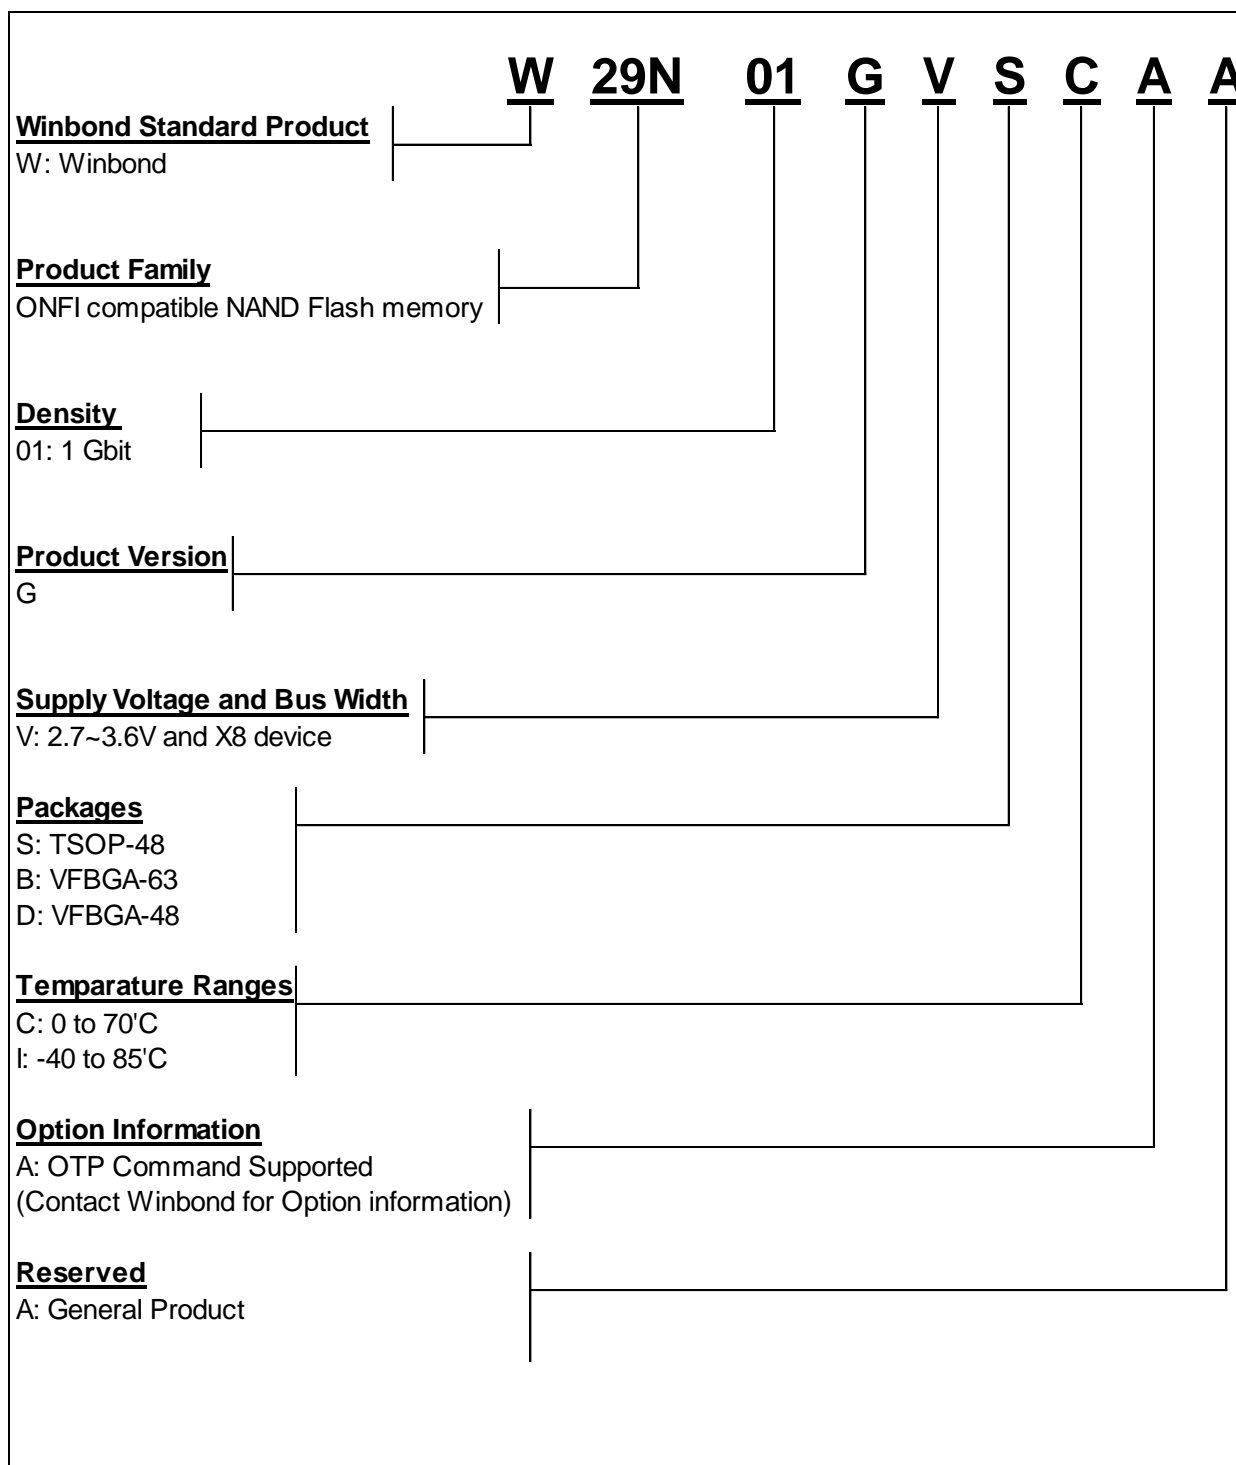 W 29N 01 G V S C A A
Winbond Standard Product
W: Winbond
Product Family
ONFI compatible NAND Flash memory
Density
01: 1 Gbit
Product Version
G
Supply Voltage and Bus Width
V: 2.7~3.6V and X8 device
Packages
S: TSOP-48
B: VFBGA-63
D: VFBGA-48
Temparature Ranges
C: 0 to 70'C
I: -40 to 85'C
Option Information
A: OTP Command Supported
(Contact Winbond for Option information)
Reserved
A: General Product